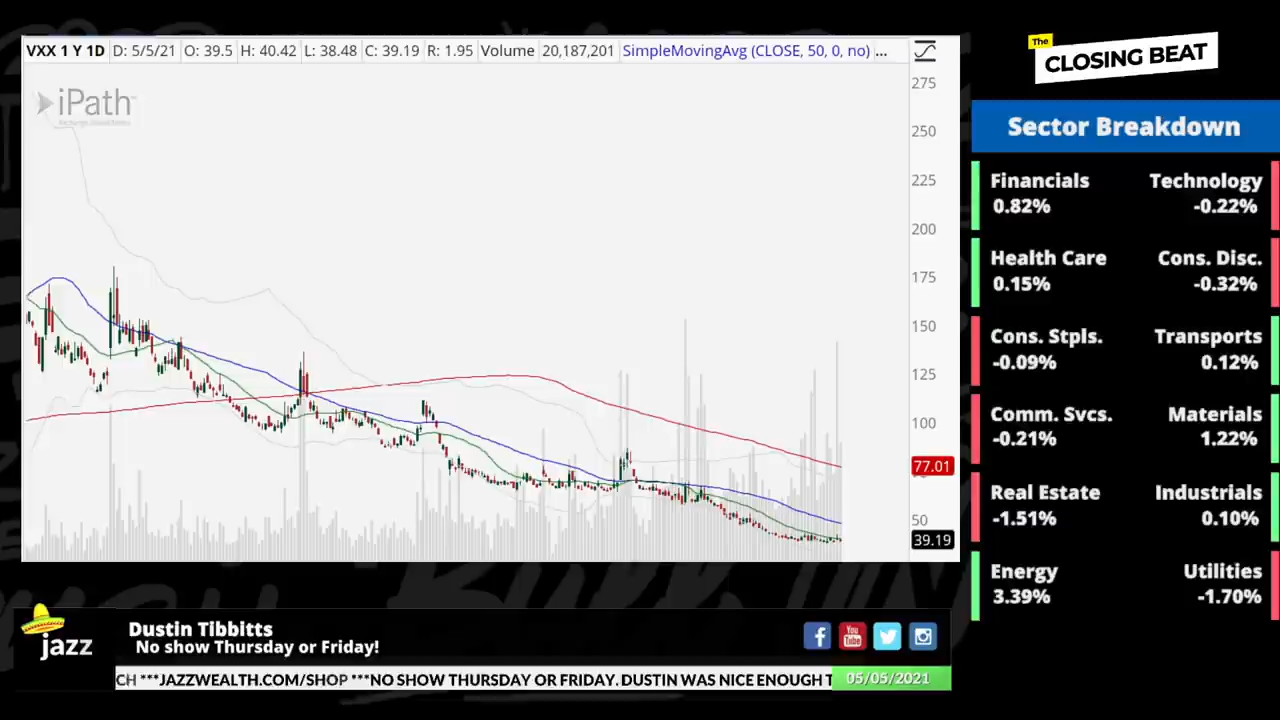 VXX 1 Y 1D D: 5/5/21 O: 39.5 H: 40.42 L: 38.48 C: 39.19 R: 1.95 Volume 20,187,201 SimpleMovingAvg (CLOSE, 50, 0, no) ...
iPath
275
250
225
200
175
150
125
100
77.01
50
39.19
The
CLOSING BEAT
Sector Breakdown
Financials Technology
0.82% -0.22%
Health Care Cons. Disc.
0.15% -0.32%
Cons. Stpls. Transports
-0.09% 0.12%
Comm. Svcs. Materials
-0.21% 1.22%
Real Estate Industrials
-1.51% 0.10%
Energy Utilities
3.39% -1.70%
jazz
Dustin Tibbitts
No show Thursday or Friday!
You Tube
CH ***JAZZWEALTH.COM/SHOP ***NO SHOW THURSDAY OR FRIDAY. DUSTIN WAS NICE ENOUGH T
05/05/2021